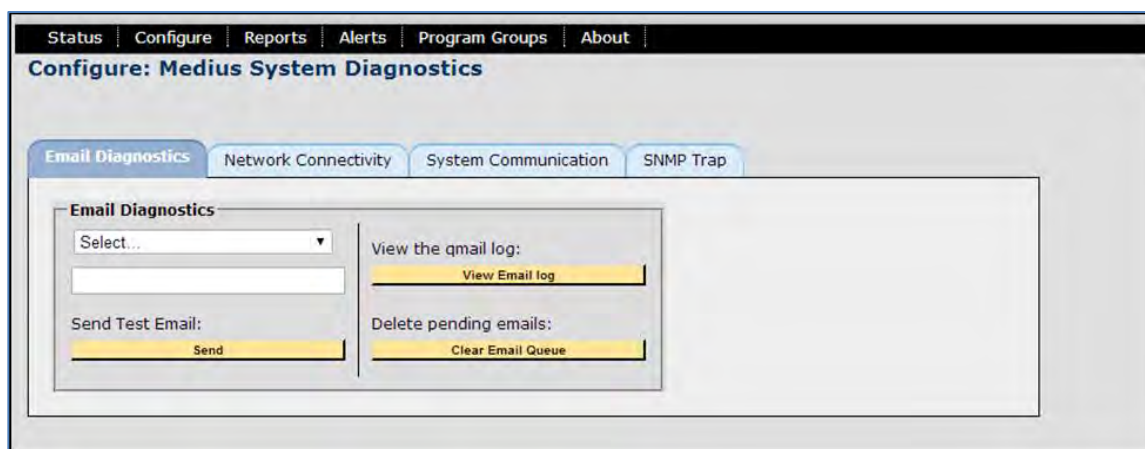 Status Configure Reports Alerts Program Groups About
Configure: Medius System Diagnostics
Email Diagnostics Network Connectivity System Communication SNMP Trap
Email Diagnostics
Select...
View the qmail log:
View Email log
Send Test Email:
Send
Delete pending emails:
Clear Email Queue